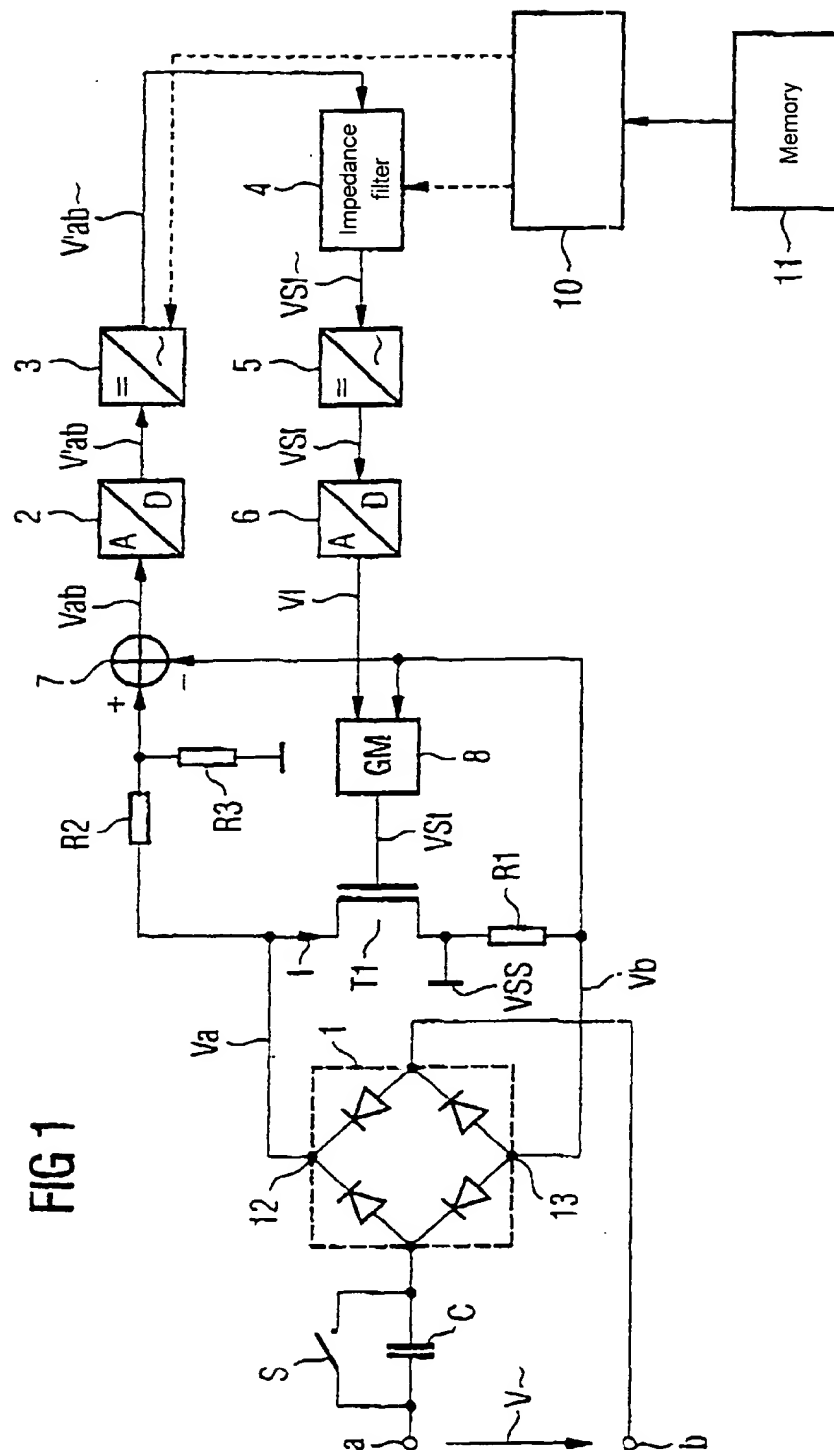 FIG 1
a
b
V~
S
C
12
13
1
Va
Vb
I
T1
VSS
R1
R2
R3
VSt
GM
8
+
-
7
Vab
VI
2
A
D
6
A
D
V'ab
VSI
3
=
~
5
=
~
V'ab~
VSI~
4
Impedance
filter
10
11
Memory